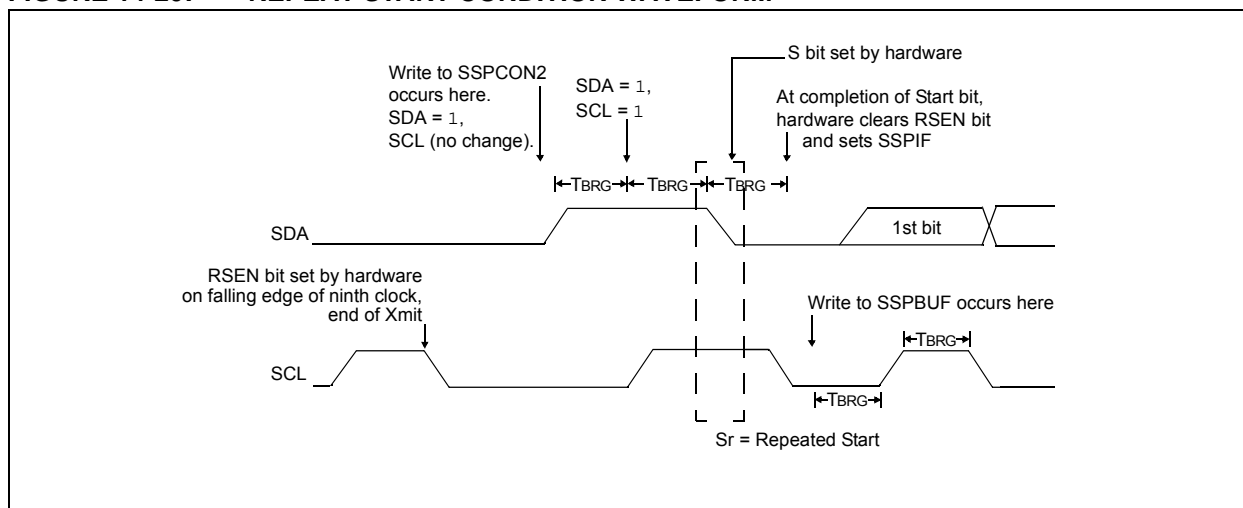 S bit set by hardware
Write to SSPCON2
occurs here.
SDA = 1,
SCL (no change).
SDA = 1,
SCL = 1
At completion of Start bit,
hardware clears RSEN bit
and sets SSPIF
TBRG
TBRG
TBRG
SDA
1st bit
RSEN bit set by hardware
on falling edge of ninth clock,
end of Xmit
Write to SSPBUF occurs here
TBRG
SCL
TBRG
Sr = Repeated Start